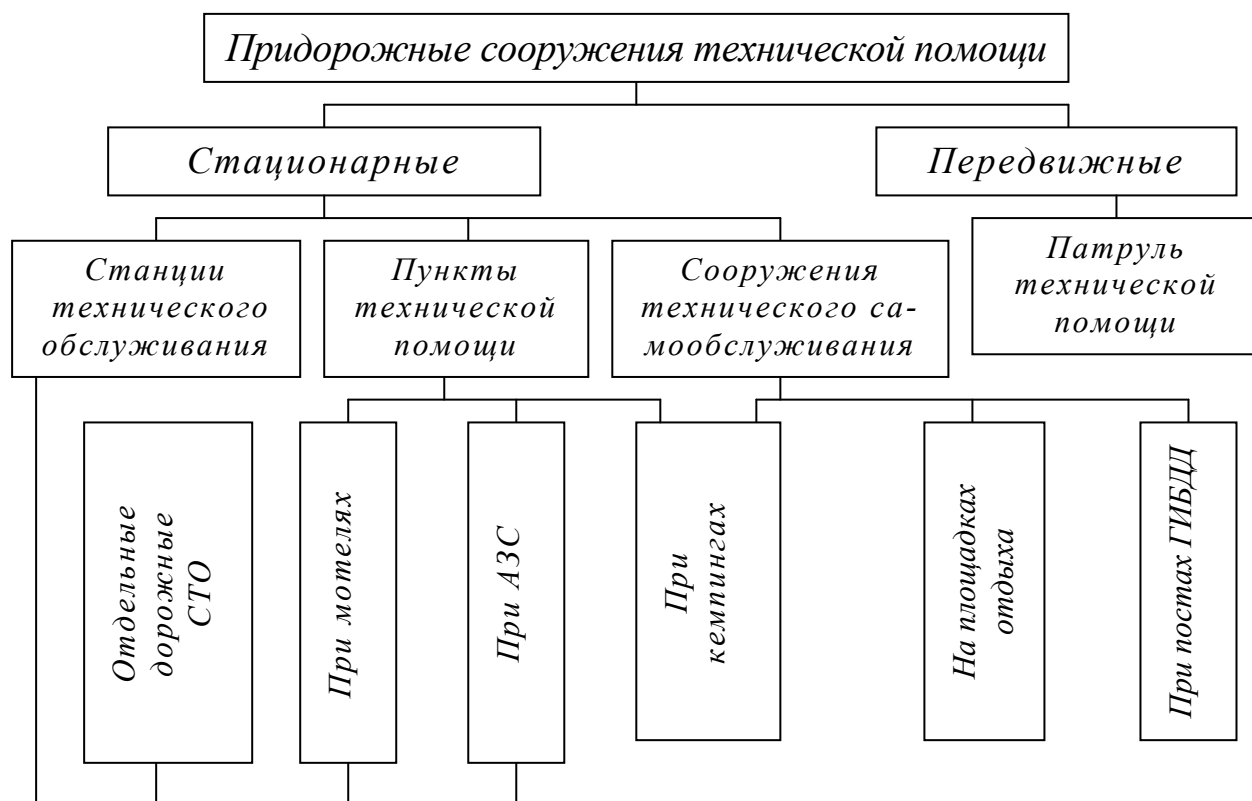 Придорожные сооружения технической помощи
Стационарные
Передвижные
Станции
технического
обслуживания
Пункты
технической
помощи
Сооружения
технического са-
мообслуживания
Патруль
технической
помощи
Отдельные
дорожные
СТО
При мотелях
При АЗС
При
кемпингах
На площадках
отдыха
При постах ГИБДД